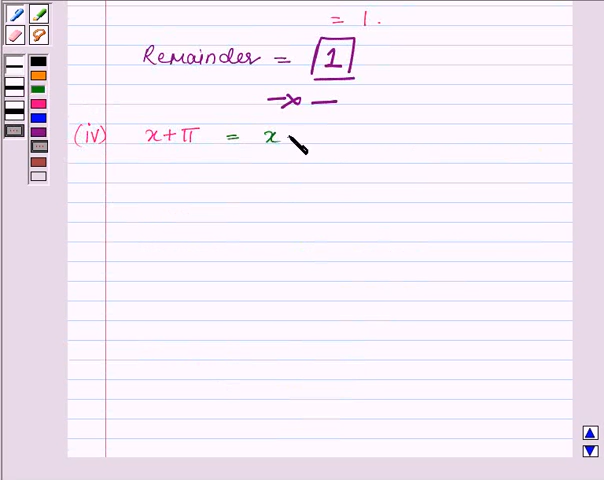 = 1.
Remainder = 1
(iv) x + π = x